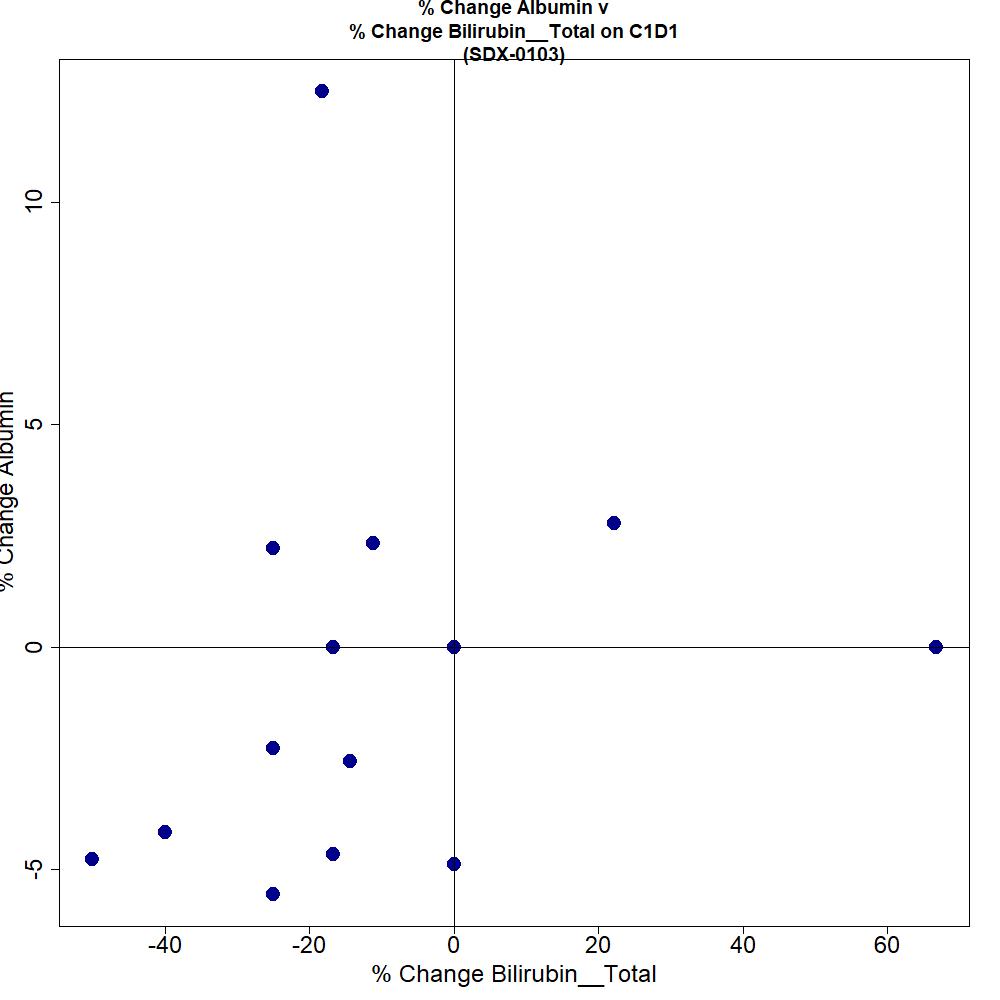 % Change Albumin v
% Change Bilirubin__Total on C1D1
(SDX-0103)
% Change Albumin
10
5
0
-5
-40
-20
0
20
40
60
% Change Bilirubin__Total